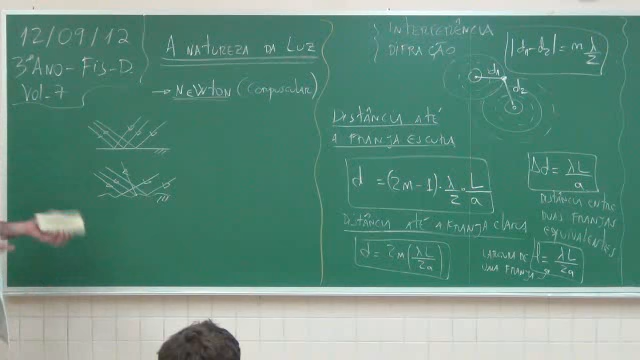 12/09/12
3ºANO-FIS-D.
VOL-7
A NATUREZA DA LUZ
→ NEWTON (CORPUSCULAR)
INTERFERÊNCIA
DIFRAÇÃO
d₁
d₂
|d₁-d₂| = m λ/2
DISTÂNCIA ATÉ
A FRANJA ESCURA
d = (2m-1)·λ/2·L/a
DISTÂNCIA ATÉ A FRANJA CLARA
d = 2m(λL/2a)
Δd = λL/a
DISTÂNCIA ENTRE
DUAS FRANJAS
EQUIVALENTES
LARGURA DE
UMA FRANJA
= λL/2a